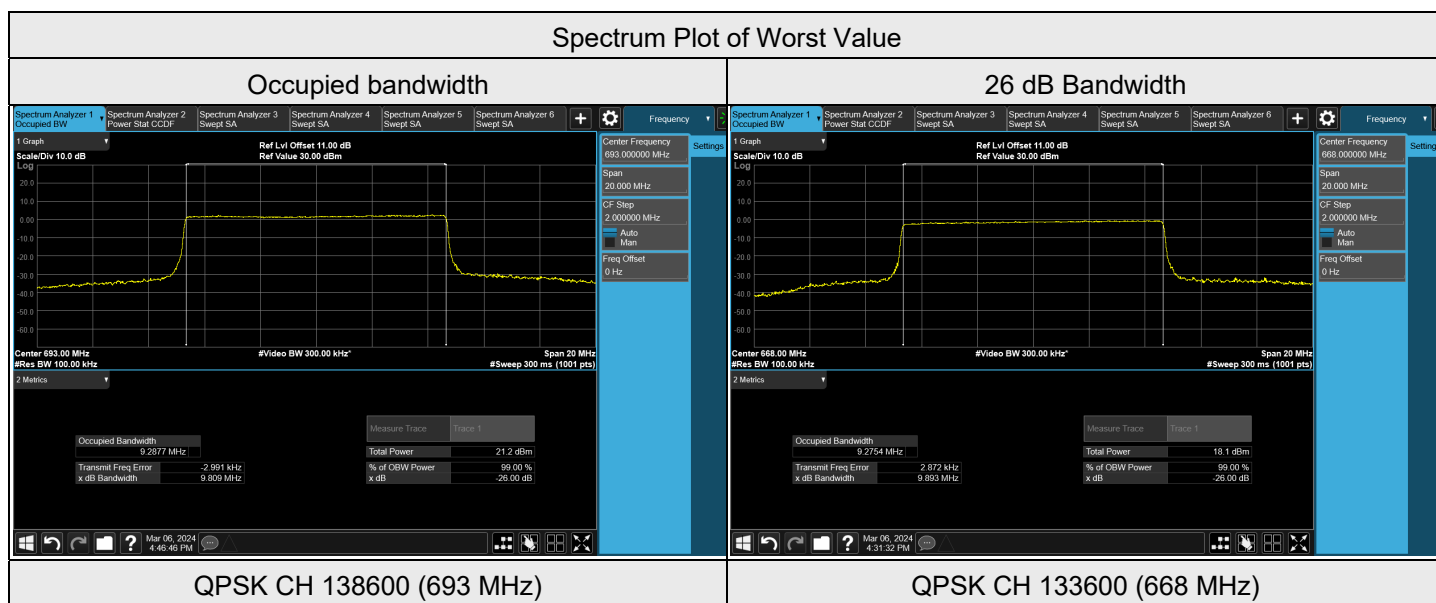 Spectrum Plot of Worst Value
Occupied bandwidth
26 dB Bandwidth
Spectrum Analyzer 1
Occupied BW
Spectrum Analyzer 2
Power Stat CCDF
Spectrum Analyzer 3
Swept SA
Spectrum Analyzer 4
Swept SA
Spectrum Analyzer 5
Swept SA
Spectrum Analyzer 6
Swept SA
Frequency
1 Graph
Scale/Div 10.0 dB
Ref Lvl Offset 11.00 dB
Ref Value 30.00 dBm
Log
20.0
10.0
0.00
-10.0
-20.0
-30.0
-40.0
-50.0
-60.0
Center 693.00 MHz
#Res BW 100.00 kHz
#Video BW 300.00 kHz*
Span 20 MHz
#Sweep 300 ms (1001 pts)
Center Frequency
693.000000 MHz
Settings
Span
20.000 MHz
CF Step
2.000000 MHz
Auto
Man
Freq Offset
0 Hz
2 Metrics
Measure Trace Trace 1
Occupied Bandwidth
9.2877 MHz
Total Power 21.2 dBm
Transmit Freq Error -2.991 kHz
% of OBW Power 99.00 %
x dB Bandwidth 9.809 MHz
x dB -26.00 dB
Mar 06, 2024
4:46:46 PM
Spectrum Analyzer 1
Occupied BW
Spectrum Analyzer 2
Power Stat CCDF
Spectrum Analyzer 3
Swept SA
Spectrum Analyzer 4
Swept SA
Spectrum Analyzer 5
Swept SA
Spectrum Analyzer 6
Swept SA
Frequency
1 Graph
Scale/Div 10.0 dB
Ref Lvl Offset 11.00 dB
Ref Value 30.00 dBm
Log
20.0
10.0
0.00
-10.0
-20.0
-30.0
-40.0
-50.0
-60.0
Center 668.00 MHz
#Res BW 100.00 kHz
#Video BW 300.00 kHz*
Span 20 MHz
#Sweep 300 ms (1001 pts)
Center Frequency
668.000000 MHz
Setting
Span
20.000 MHz
CF Step
2.000000 MHz
Auto
Man
Freq Offset
0 Hz
2 Metrics
Measure Trace Trace 1
Occupied Bandwidth
9.2754 MHz
Total Power 18.1 dBm
Transmit Freq Error 2.872 kHz
% of OBW Power 99.00 %
x dB Bandwidth 9.893 MHz
x dB -26.00 dB
Mar 06, 2024
4:31:32 PM
QPSK CH 138600 (693 MHz)
QPSK CH 133600 (668 MHz)